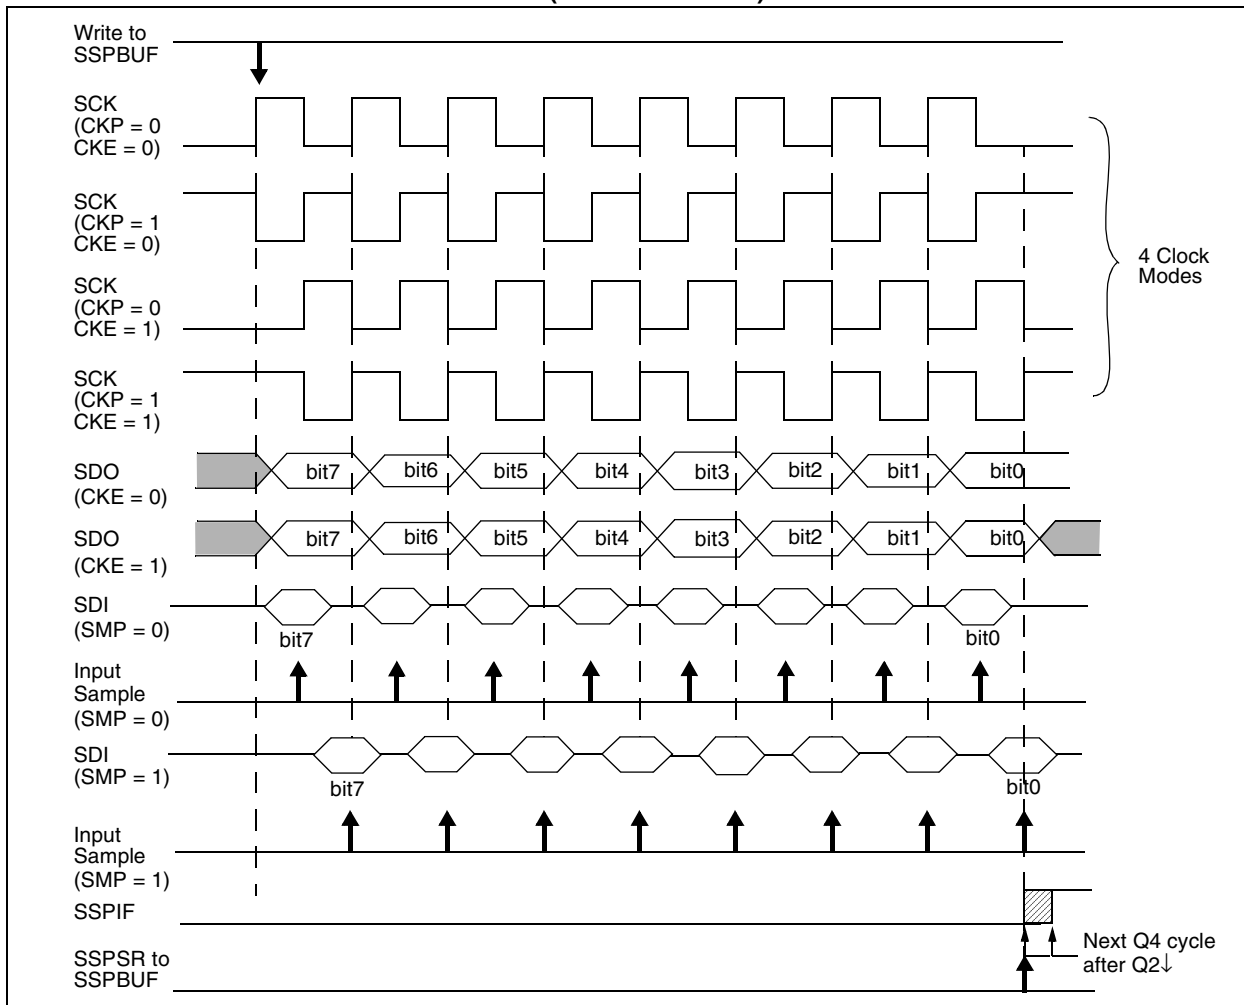 Write to
SSPBUF
SCK
(CKP = 0
CKE = 0)
SCK
(CKP = 1
CKE = 0)
SCK
(CKP = 0
CKE = 1)
SCK
(CKP = 1
CKE = 1)
4 Clock
Modes
SDO
(CKE = 0)
bit7 bit6 bit5 bit4 bit3 bit2 bit1 bit0
SDO
(CKE = 1)
bit7 bit6 bit5 bit4 bit3 bit2 bit1 bit0
SDI
(SMP = 0)
bit7 bit0
Input
Sample
(SMP = 0)
SDI
(SMP = 1)
bit7 bit0
Input
Sample
(SMP = 1)
SSPIF
SSPSR to
SSPBUF
Next Q4 cycle
after Q2↓